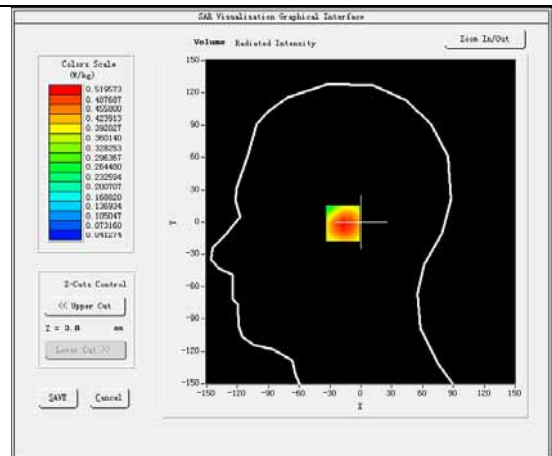 SAR Visualisation Graphical Interface
Volume Radiated Intensity
Zoom In/Out
Colors Scale
(W/kg)
0.519573
0.487687
0.455800
0.423913
0.392027
0.360140
0.328253
0.296367
0.264480
0.232594
0.200707
0.168820
0.136934
0.105047
0.073160
0.041274
Z-Cuts Control
<< Upper Cut
Z = 3.8 mm
Lower Cut >>
SAVE Cancel
150
120
90
60
30
0
-30
-60
-90
-120
-150
Y
-150 -120 -90 -60 -30 0 30 60 90 120 150
X